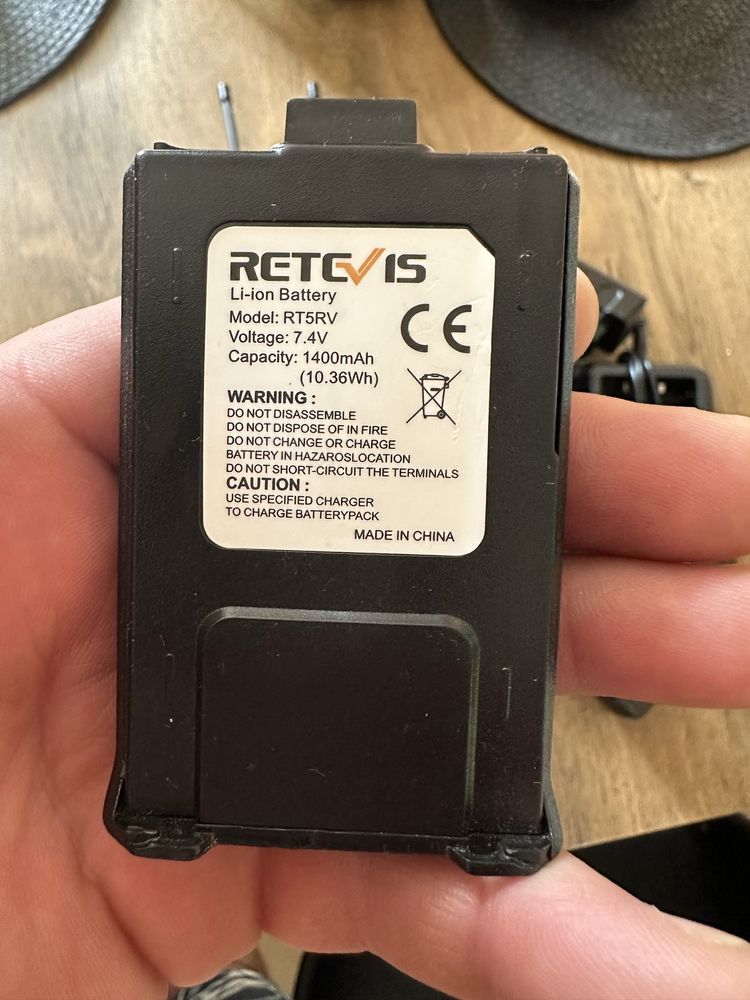 RETEVIS
Li-ion Battery
Model: RT5RV
Voltage: 7.4V
Capacity: 1400mAh
(10.36Wh)
CE
WARNING :
DO NOT DISASSEMBLE
DO NOT DISPOSE OF IN FIRE
DO NOT CHANGE OR CHARGE
BATTERY IN HAZAROSLOCATION
DO NOT SHORT-CIRCUIT THE TERMINALS
CAUTION :
USE SPECIFIED CHARGER
TO CHARGE BATTERYPACK
MADE IN CHINA